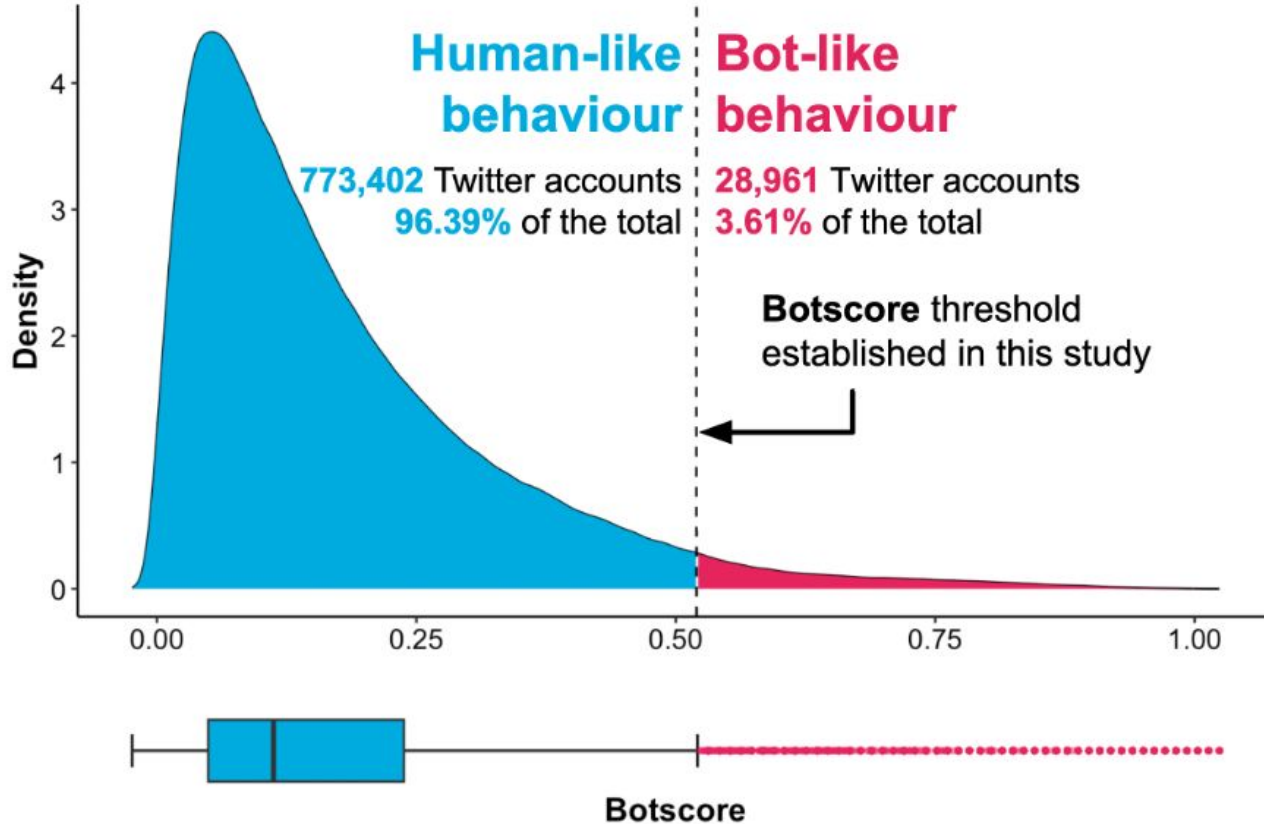 Human-like
behaviour
773,402 Twitter accounts
96.39% of the total
Bot-like
behaviour
28,961 Twitter accounts
3.61% of the total
Botscore threshold
established in this study
Density
4
3
2
1
0
0.00 0.25 0.50 0.75 1.00
Botscore